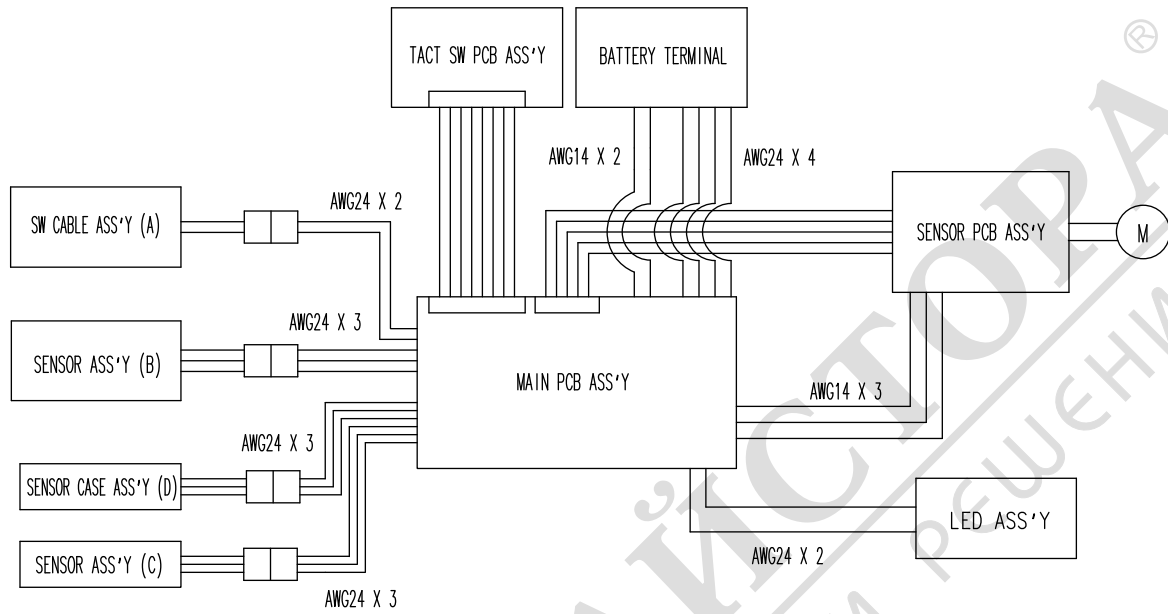 TACT SW PCB ASS'Y
BATTERY TERMINAL
AWG14 X 2
AWG24 X 4
AWG24 X 2
SW CABLE ASS'Y (A)
SENSOR PCB ASS'Y
M
AWG24 X 3
SENSOR ASS'Y (B)
MAIN PCB ASS'Y
AWG14 X 3
AWG24 X 3
SENSOR CASE ASS'Y (D)
LED ASS'Y
SENSOR ASS'Y (C)
AWG24 X 2
AWG24 X 3
®
ЙСТОРА
РЕШЕНИ